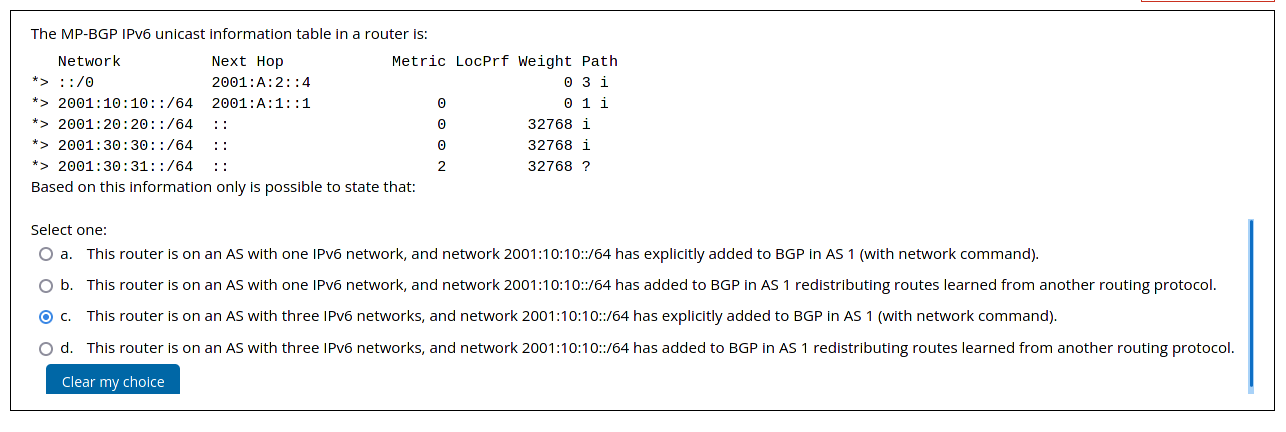 The MP-BGP IPv6 unicast information table in a router is:
   Network          Next Hop            Metric LocPrf Weight Path
*> ::/0             2001:A:2::4                            0 3 i
*> 2001:10:10::/64  2001:A:1::1              0             0 1 i
*> 2001:20:20::/64  ::                       0         32768 i
*> 2001:30:30::/64  ::                       0         32768 i
*> 2001:30:31::/64  ::                       2         32768 ?
Based on this information only is possible to state that:
Select one:
a. This router is on an AS with one IPv6 network, and network 2001:10:10::/64 has explicitly added to BGP in AS 1 (with network command).
b. This router is on an AS with one IPv6 network, and network 2001:10:10::/64 has added to BGP in AS 1 redistributing routes learned from another routing protocol.
c. This router is on an AS with three IPv6 networks, and network 2001:10:10::/64 has explicitly added to BGP in AS 1 (with network command).
d. This router is on an AS with three IPv6 networks, and network 2001:10:10::/64 has added to BGP in AS 1 redistributing routes learned from another routing protocol.
Clear my choice